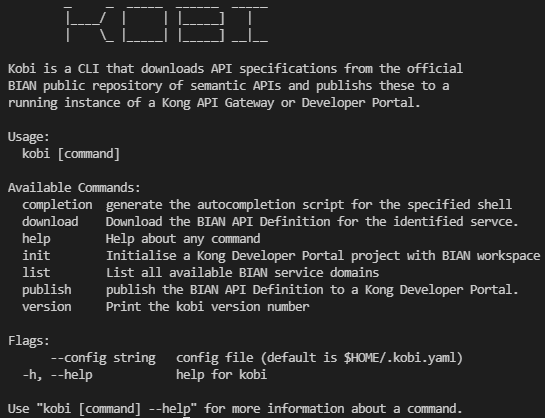 KOBI
Kobi is a CLI that downloads API specifications from the official
BIAN public repository of semantic APIs and publishs these to a
running instance of a Kong API Gateway or Developer Portal.
Usage:
kobi [command]
Available Commands:
completion generate the autocompletion script for the specified shell
download Download the BIAN API Definition for the identified servce.
help Help about any command
init Initialise a Kong Developer Portal project with BIAN workspace
list List all available BIAN service domains
publish publish the BIAN API Definition to a Kong Developer Portal.
version Print the kobi version number
Flags:
--config string config file (default is $HOME/.kobi.yaml)
-h, --help help for kobi
Use "kobi [command] --help" for more information about a command.